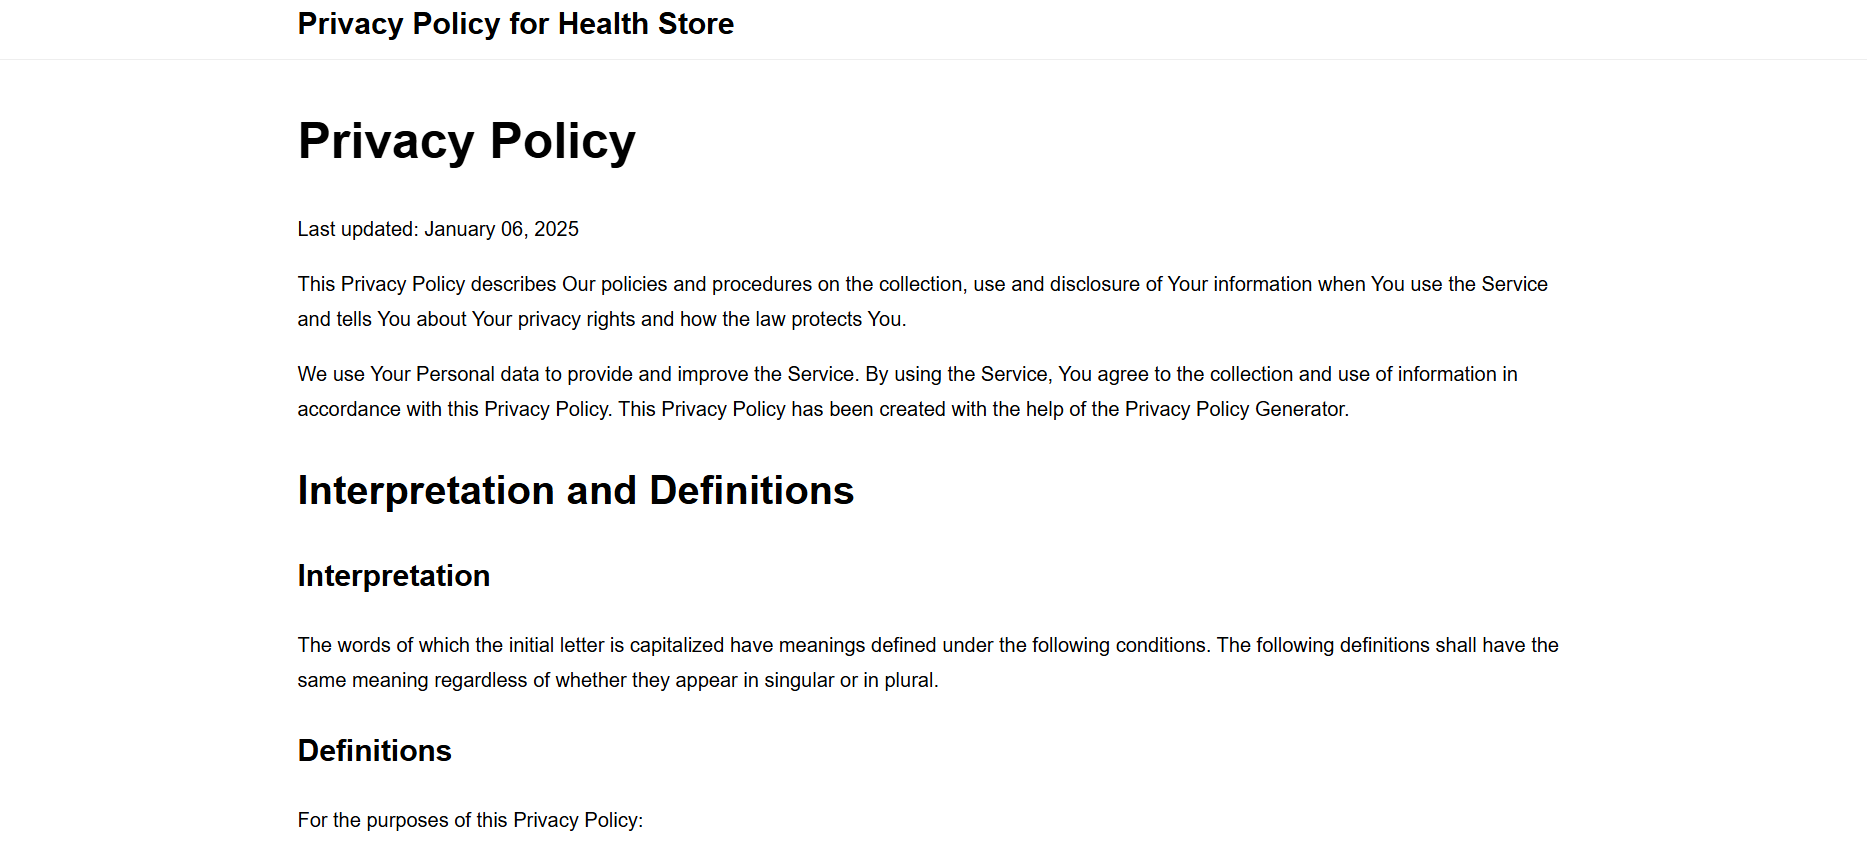 Privacy Policy for Health Store
Privacy Policy
Last updated: January 06, 2025
This Privacy Policy describes Our policies and procedures on the collection, use and disclosure of Your information when You use the Service
and tells You about Your privacy rights and how the law protects You.
We use Your Personal data to provide and improve the Service. By using the Service, You agree to the collection and use of information in
accordance with this Privacy Policy. This Privacy Policy has been created with the help of the Privacy Policy Generator.
Interpretation and Definitions
Interpretation
The words of which the initial letter is capitalized have meanings defined under the following conditions. The following definitions shall have the
same meaning regardless of whether they appear in singular or in plural.
Definitions
For the purposes of this Privacy Policy: